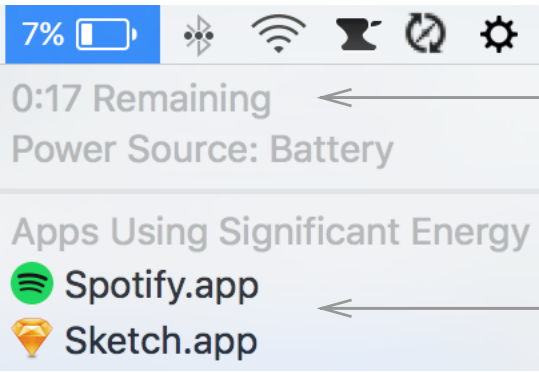 7%
0:17 Remaining
Power Source: Battery
Apps Using Significant Energy
Spotify.app
Sketch.app